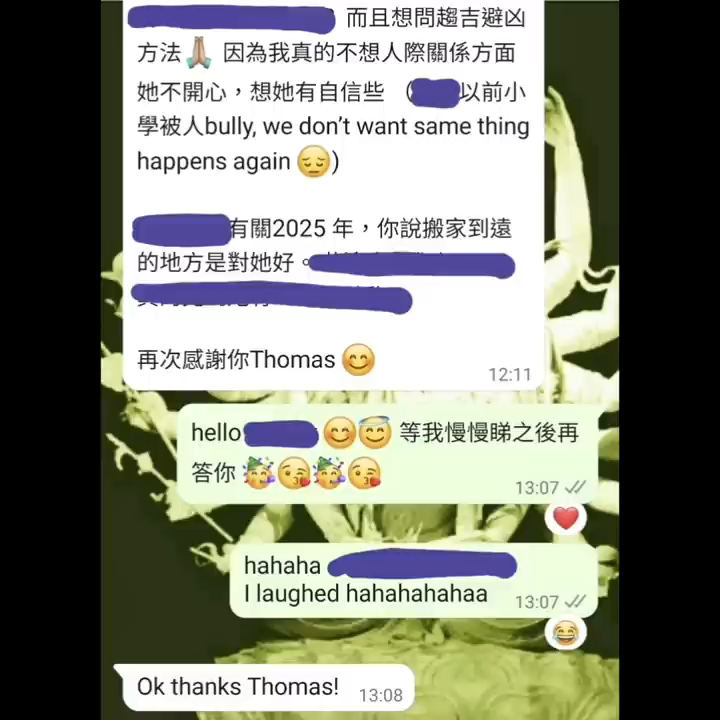 而且想問趨吉避凶
方法🙏🏽 因為我真的不想人際關係方面
她不開心，想她有自信些 （ 以前小
學被人bully, we don’t want same thing
happens again 😔)
有關2025 年，你說搬家到遠
的地方是對她好。
再次感謝你Thomas 😊
12:11
hello 😊😇 等我慢慢睇之後再
答你 🥳😘🥳😘
13:07
❤️
hahaha
I laughed hahahahahaa
13:07
😂
Ok thanks Thomas!
13:08